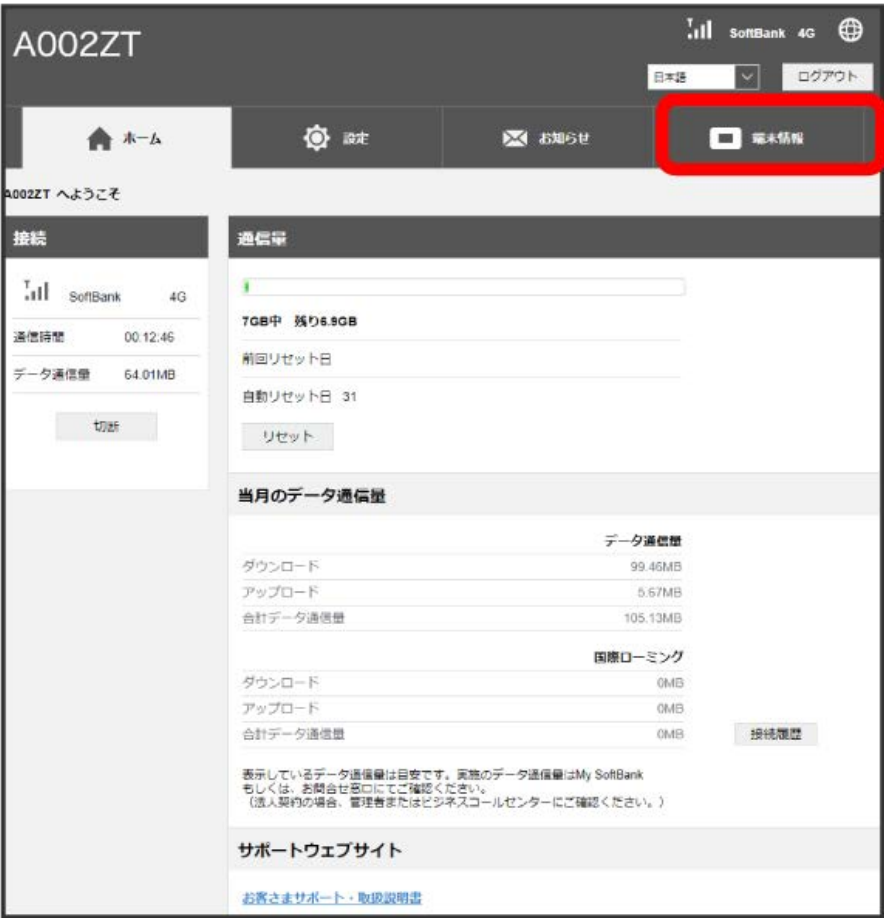 A002ZT
SoftBank 4G
日本語
ログアウト
ホーム
設定
お知らせ
端末情報
A002ZT へようこそ
接続
SoftBank 4G
通信時間 00:12:46
データ通信量 64.01MB
切断
通信量
7GB中 残り6.9GB
前回リセット日
自動リセット日 31
リセット
当月のデータ通信量
データ通信量
ダウンロード 99.46MB
アップロード 5.67MB
合計データ通信量 105.13MB
国際ローミング
ダウンロード 0MB
アップロード 0MB
合計データ通信量 0MB
接続履歴
表示しているデータ通信量は目安です。実施のデータ通信量はMy SoftBank
もしくは、お問合せ窓口にてご確認ください。
（法人契約の場合、管理者またはビジネスコールセンターにご確認ください。）
サポートウェブサイト
お客さまサポート・取扱説明書